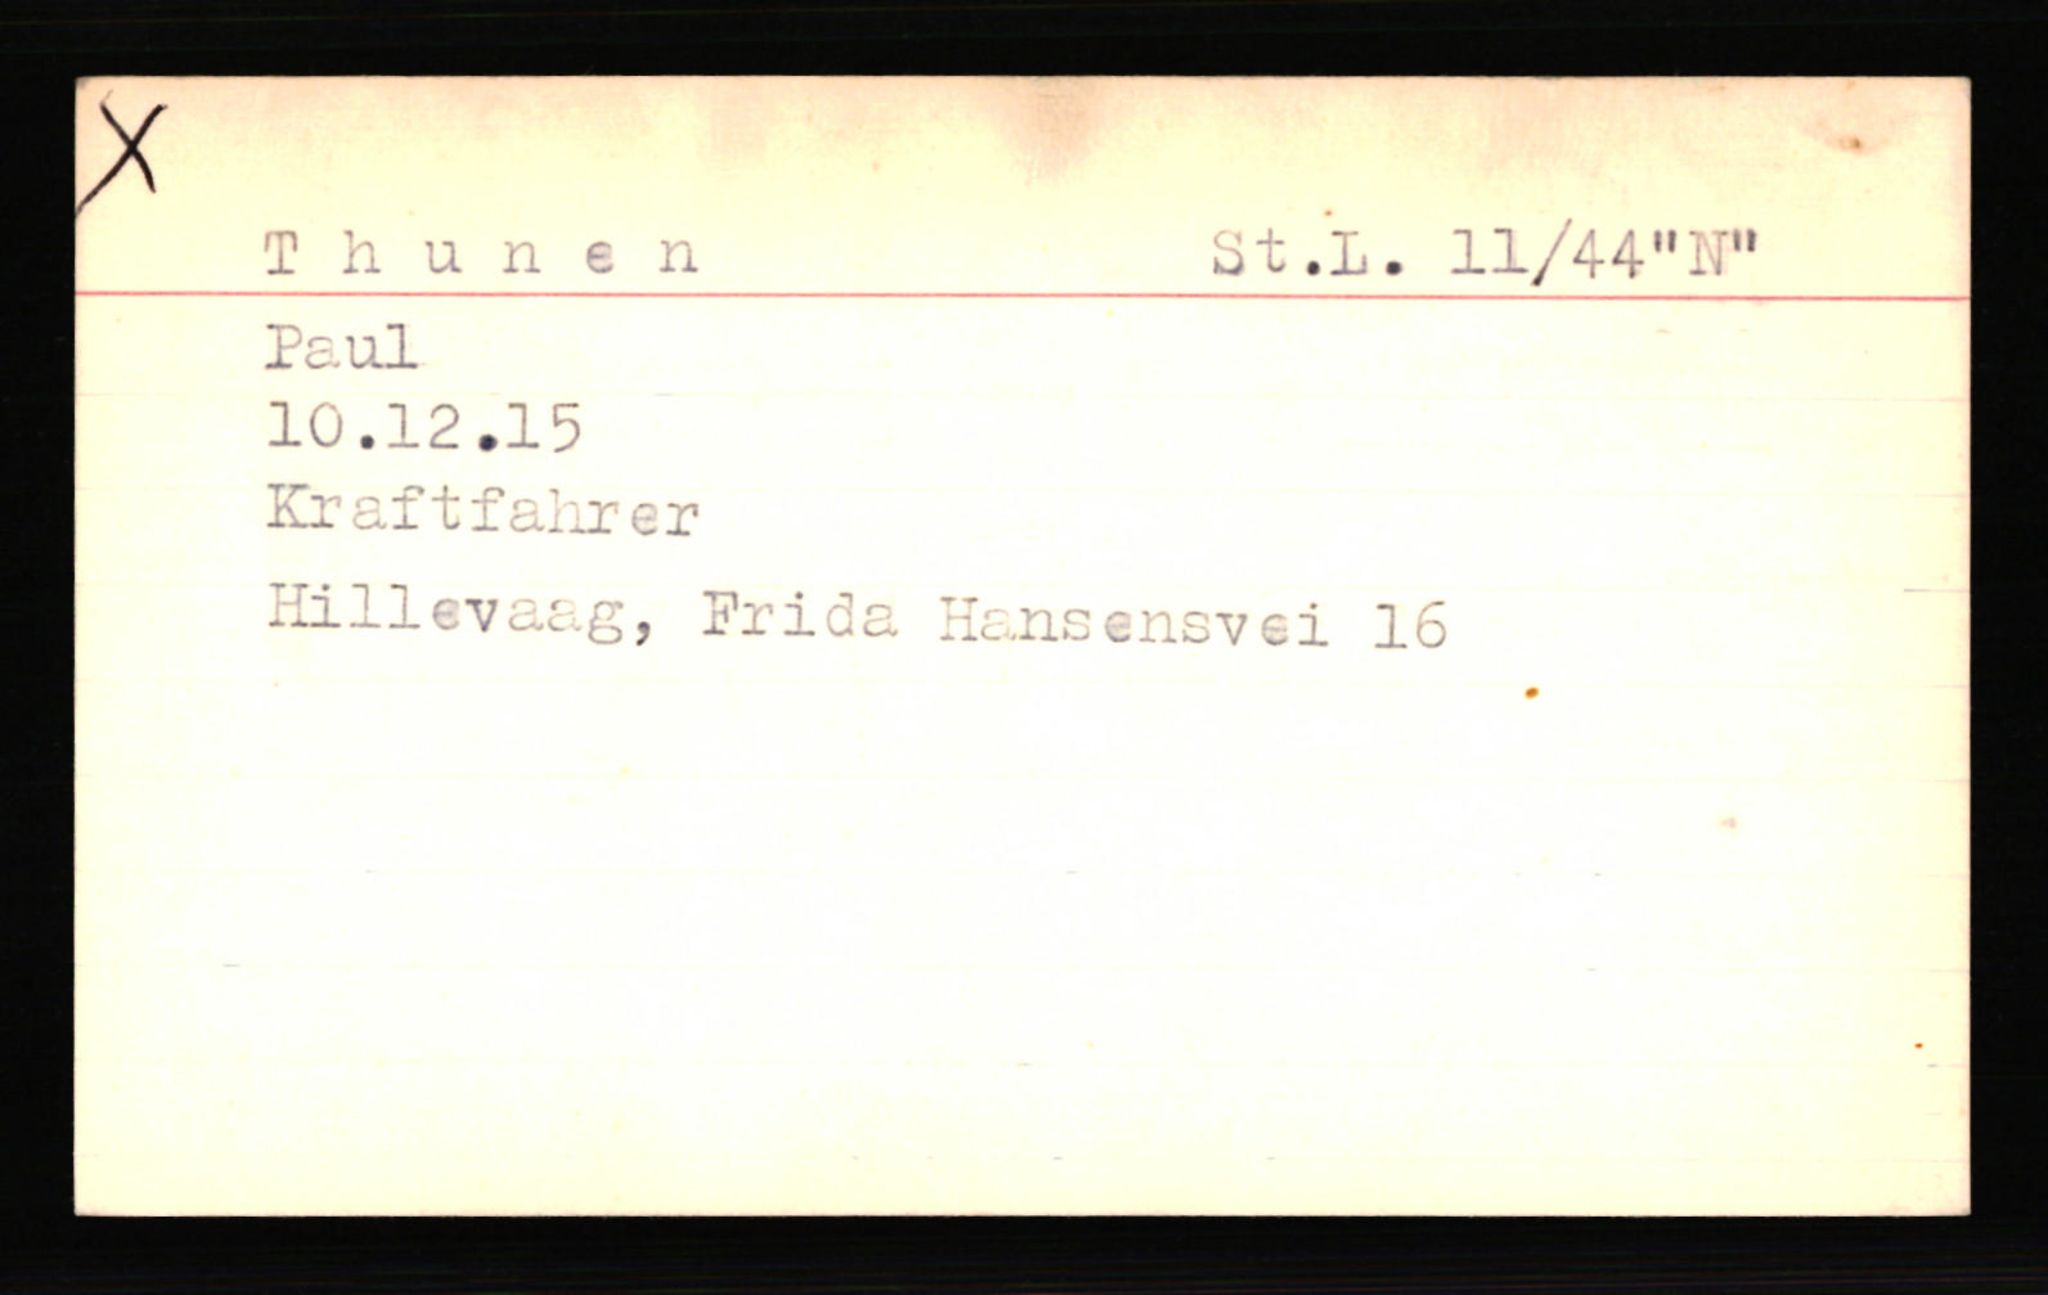 X
T h u n e n St.L. 11/44"N"
Paul
10.12.15
Kraftfahrer
Hillevaag, Frida Hansensvei 16